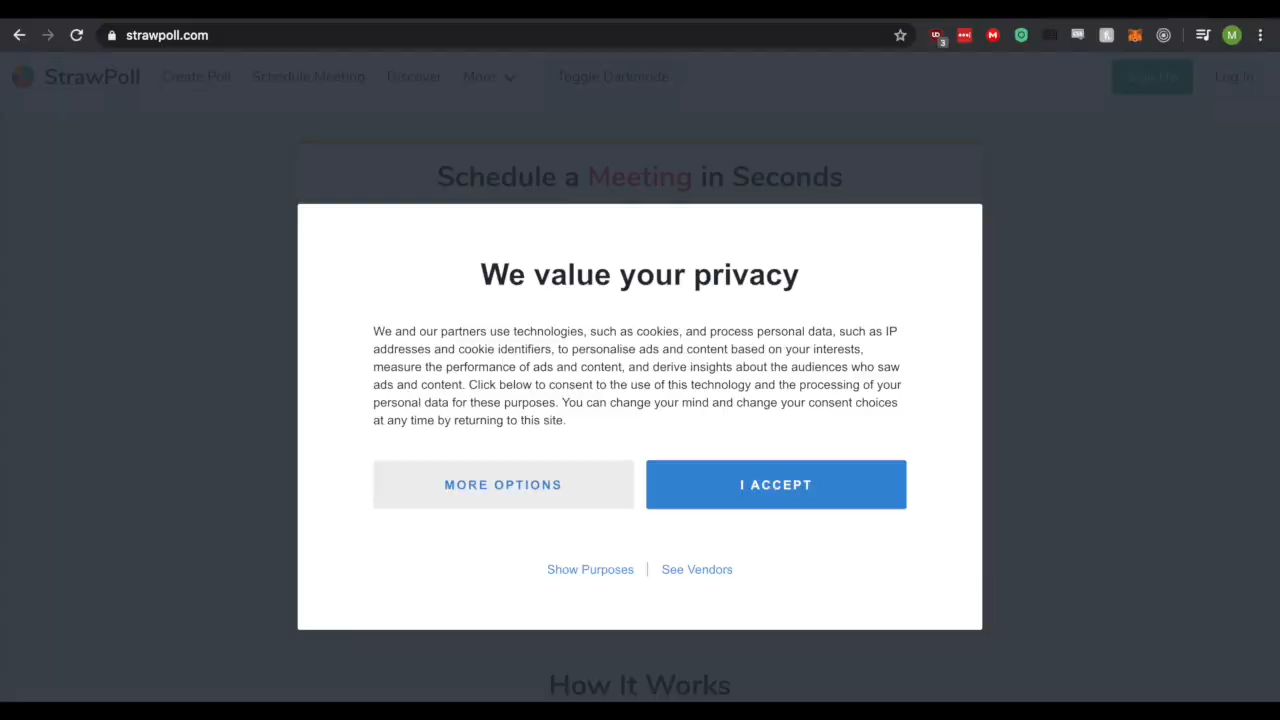 strawpoll.com
3
M
StrawPoll Create Poll Schedule Meeting Discover More Toggle Darkmode Sign Up Log In
Schedule a Meeting in Seconds
We value your privacy
We and our partners use technologies, such as cookies, and process personal data, such as IP
addresses and cookie identifiers, to personalise ads and content based on your interests,
measure the performance of ads and content, and derive insights about the audiences who saw
ads and content. Click below to consent to the use of this technology and the processing of your
personal data for these purposes. You can change your mind and change your consent choices
at any time by returning to this site.
MORE OPTIONS
I ACCEPT
Show Purposes | See Vendors
How It Works